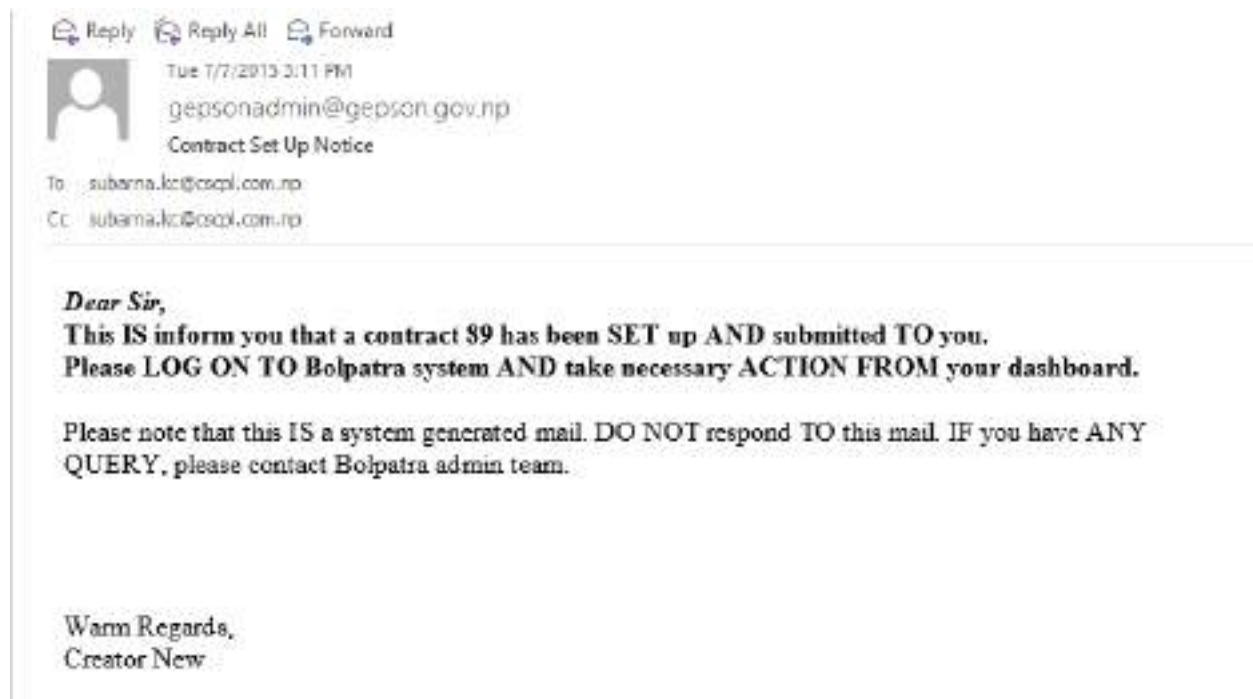 Reply Reply All Forward
Tue 7/7/2015 3:11 PM
gepsonadmin@gepson.gov.np
Contract Set Up Notice
To subarna.kc@cscpl.com.np
Cc subarna.kc@cscpl.com.np
Dear Sir,
This IS inform you that a contract 89 has been SET up AND submitted TO you.
Please LOG ON TO Bolpatra system AND take necessary ACTION FROM your dashboard.
Please note that this IS a system generated mail. DO NOT respond TO this mail. IF you have ANY
QUERY, please contact Bolpatra admin team.
Warm Regards,
Creator New